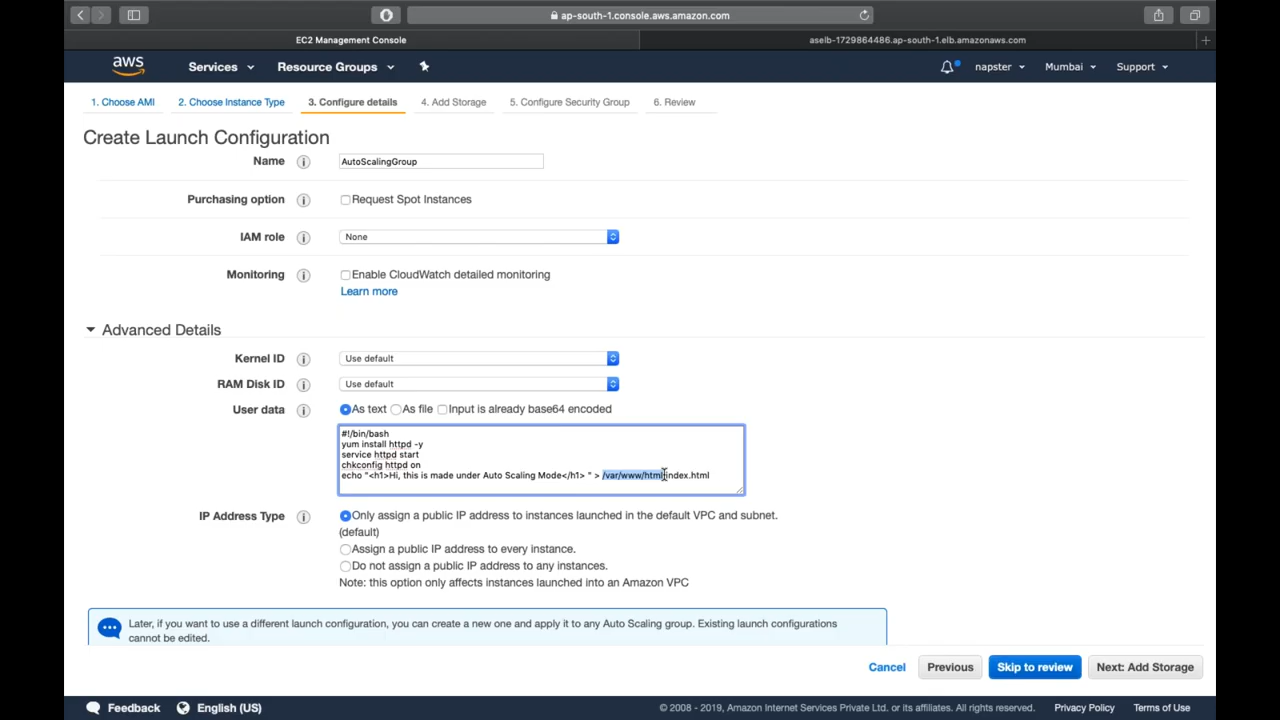 ap-south-1.console.aws.amazon.com
EC2 Management Console
aselb-1729864486.ap-south-1.elb.amazonaws.com
aws
Services
Resource Groups
napster
Mumbai
Support
1. Choose AMI
2. Choose Instance Type
3. Configure details
4. Add Storage
5. Configure Security Group
6. Review
Create Launch Configuration
Name
AutoScalingGroup
Purchasing option
Request Spot Instances
IAM role
None
Monitoring
Enable CloudWatch detailed monitoring
Learn more
Advanced Details
Kernel ID
Use default
RAM Disk ID
Use default
User data
As text
As file
Input is already base64 encoded
#!/bin/bash
yum install httpd -y
service httpd start
chkconfig httpd on
echo "<h1>Hi, this is made under Auto Scaling Mode</h1> " > /var/www/html/index.html
IP Address Type
Only assign a public IP address to instances launched in the default VPC and subnet.
(default)
Assign a public IP address to every instance.
Do not assign a public IP address to any instances.
Note: this option only affects instances launched into an Amazon VPC
Later, if you want to use a different launch configuration, you can create a new one and apply it to any Auto Scaling group. Existing launch configurations
cannot be edited.
Cancel
Previous
Skip to review
Next: Add Storage
Feedback
English (US)
© 2008 - 2019, Amazon Internet Services Private Ltd. or its affiliates. All rights reserved.
Privacy Policy
Terms of Use